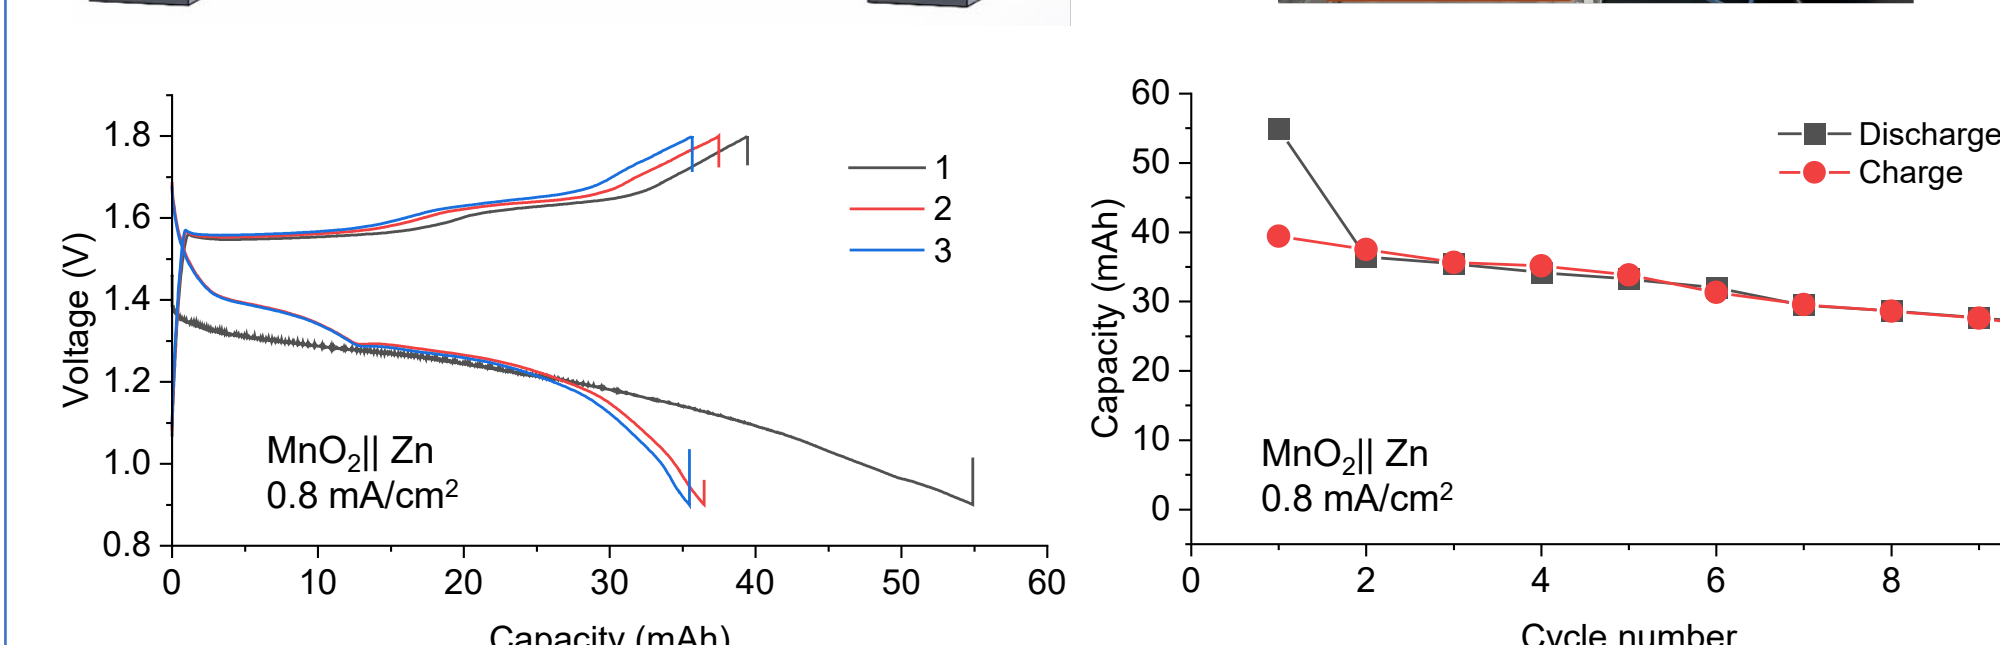 1.8
1.6
1.4
1.2
1.0
0.8
Voltage (V)
1
2
3
MnO₂|| Zn
0.8 mA/cm²
0 10 20 30 40 50 60
Capacity (mAh)
60
50
40
30
20
10
0
Capacity (mAh)
Discharge
Charge
MnO₂|| Zn
0.8 mA/cm²
0 2 4 6 8
Cycle number